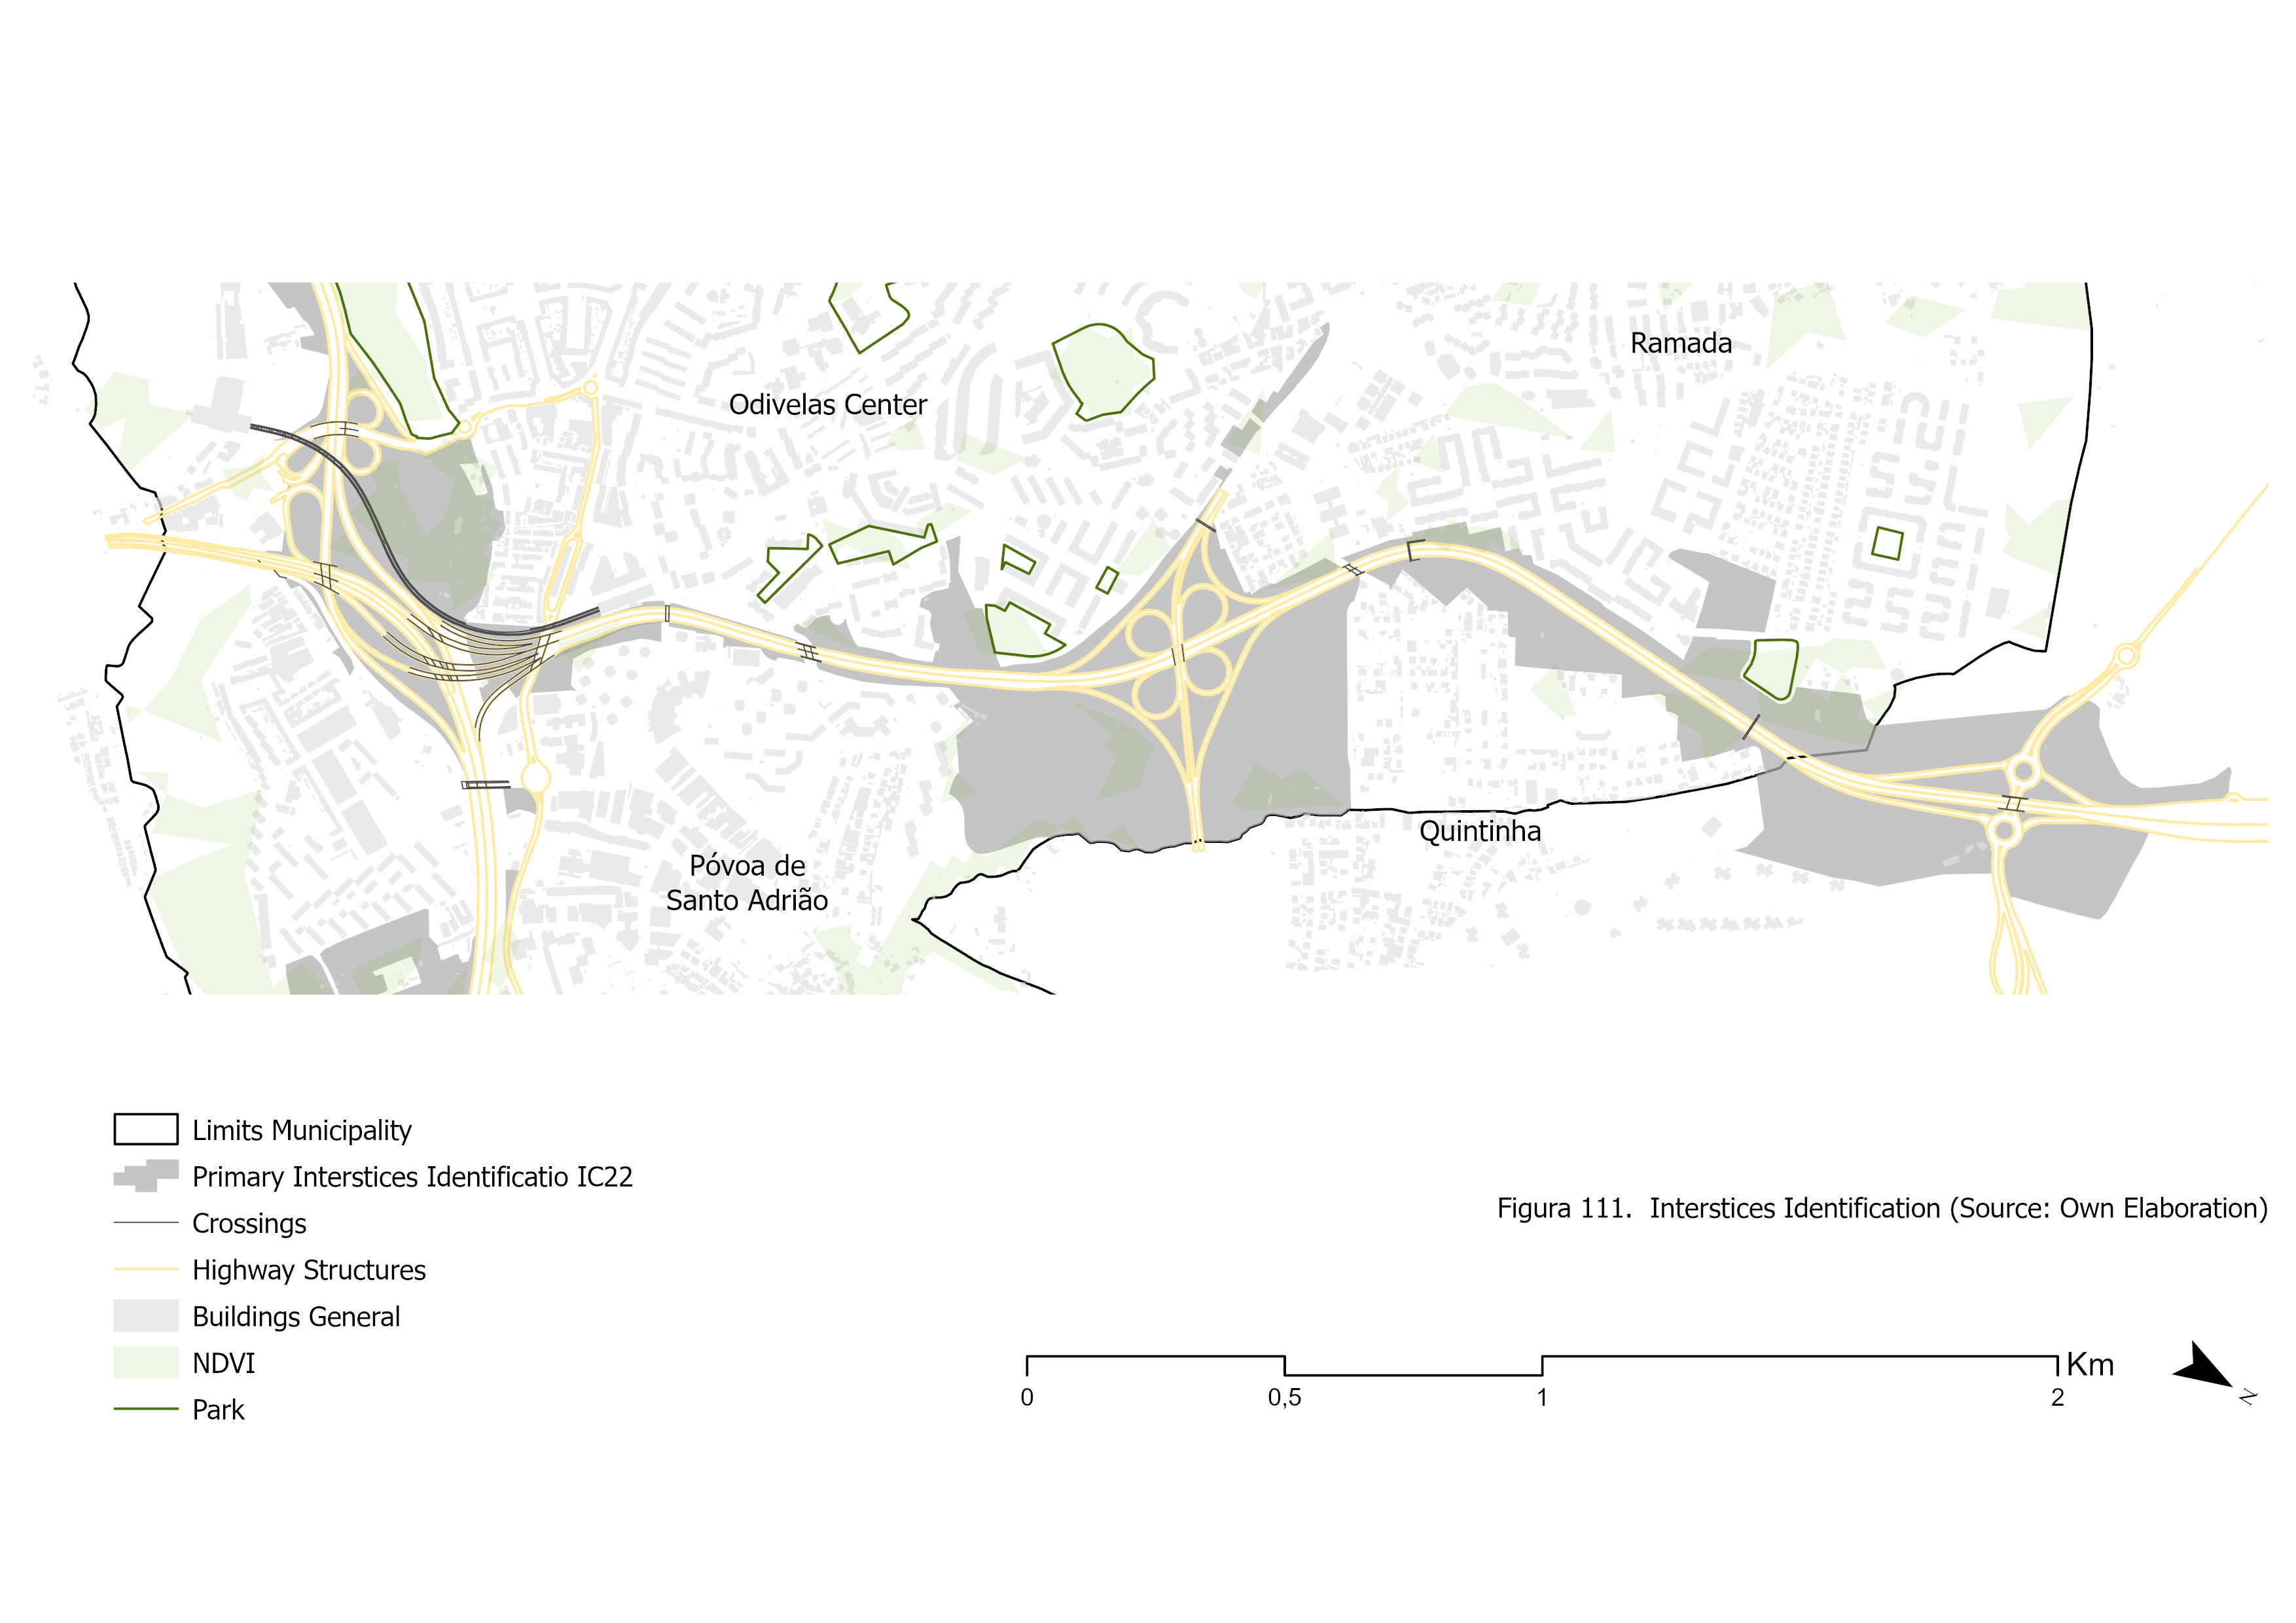 Ramada
Odivelas Center
Quintinha
Póvoa de
Santo Adrião
Limits Municipality
Primary Interstices Identificatio IC22
Crossings
Highway Structures
Buildings General
NDVI
Park
Figura 111. Interstices Identification (Source: Own Elaboration)
Km
0 0,5 1 2
N